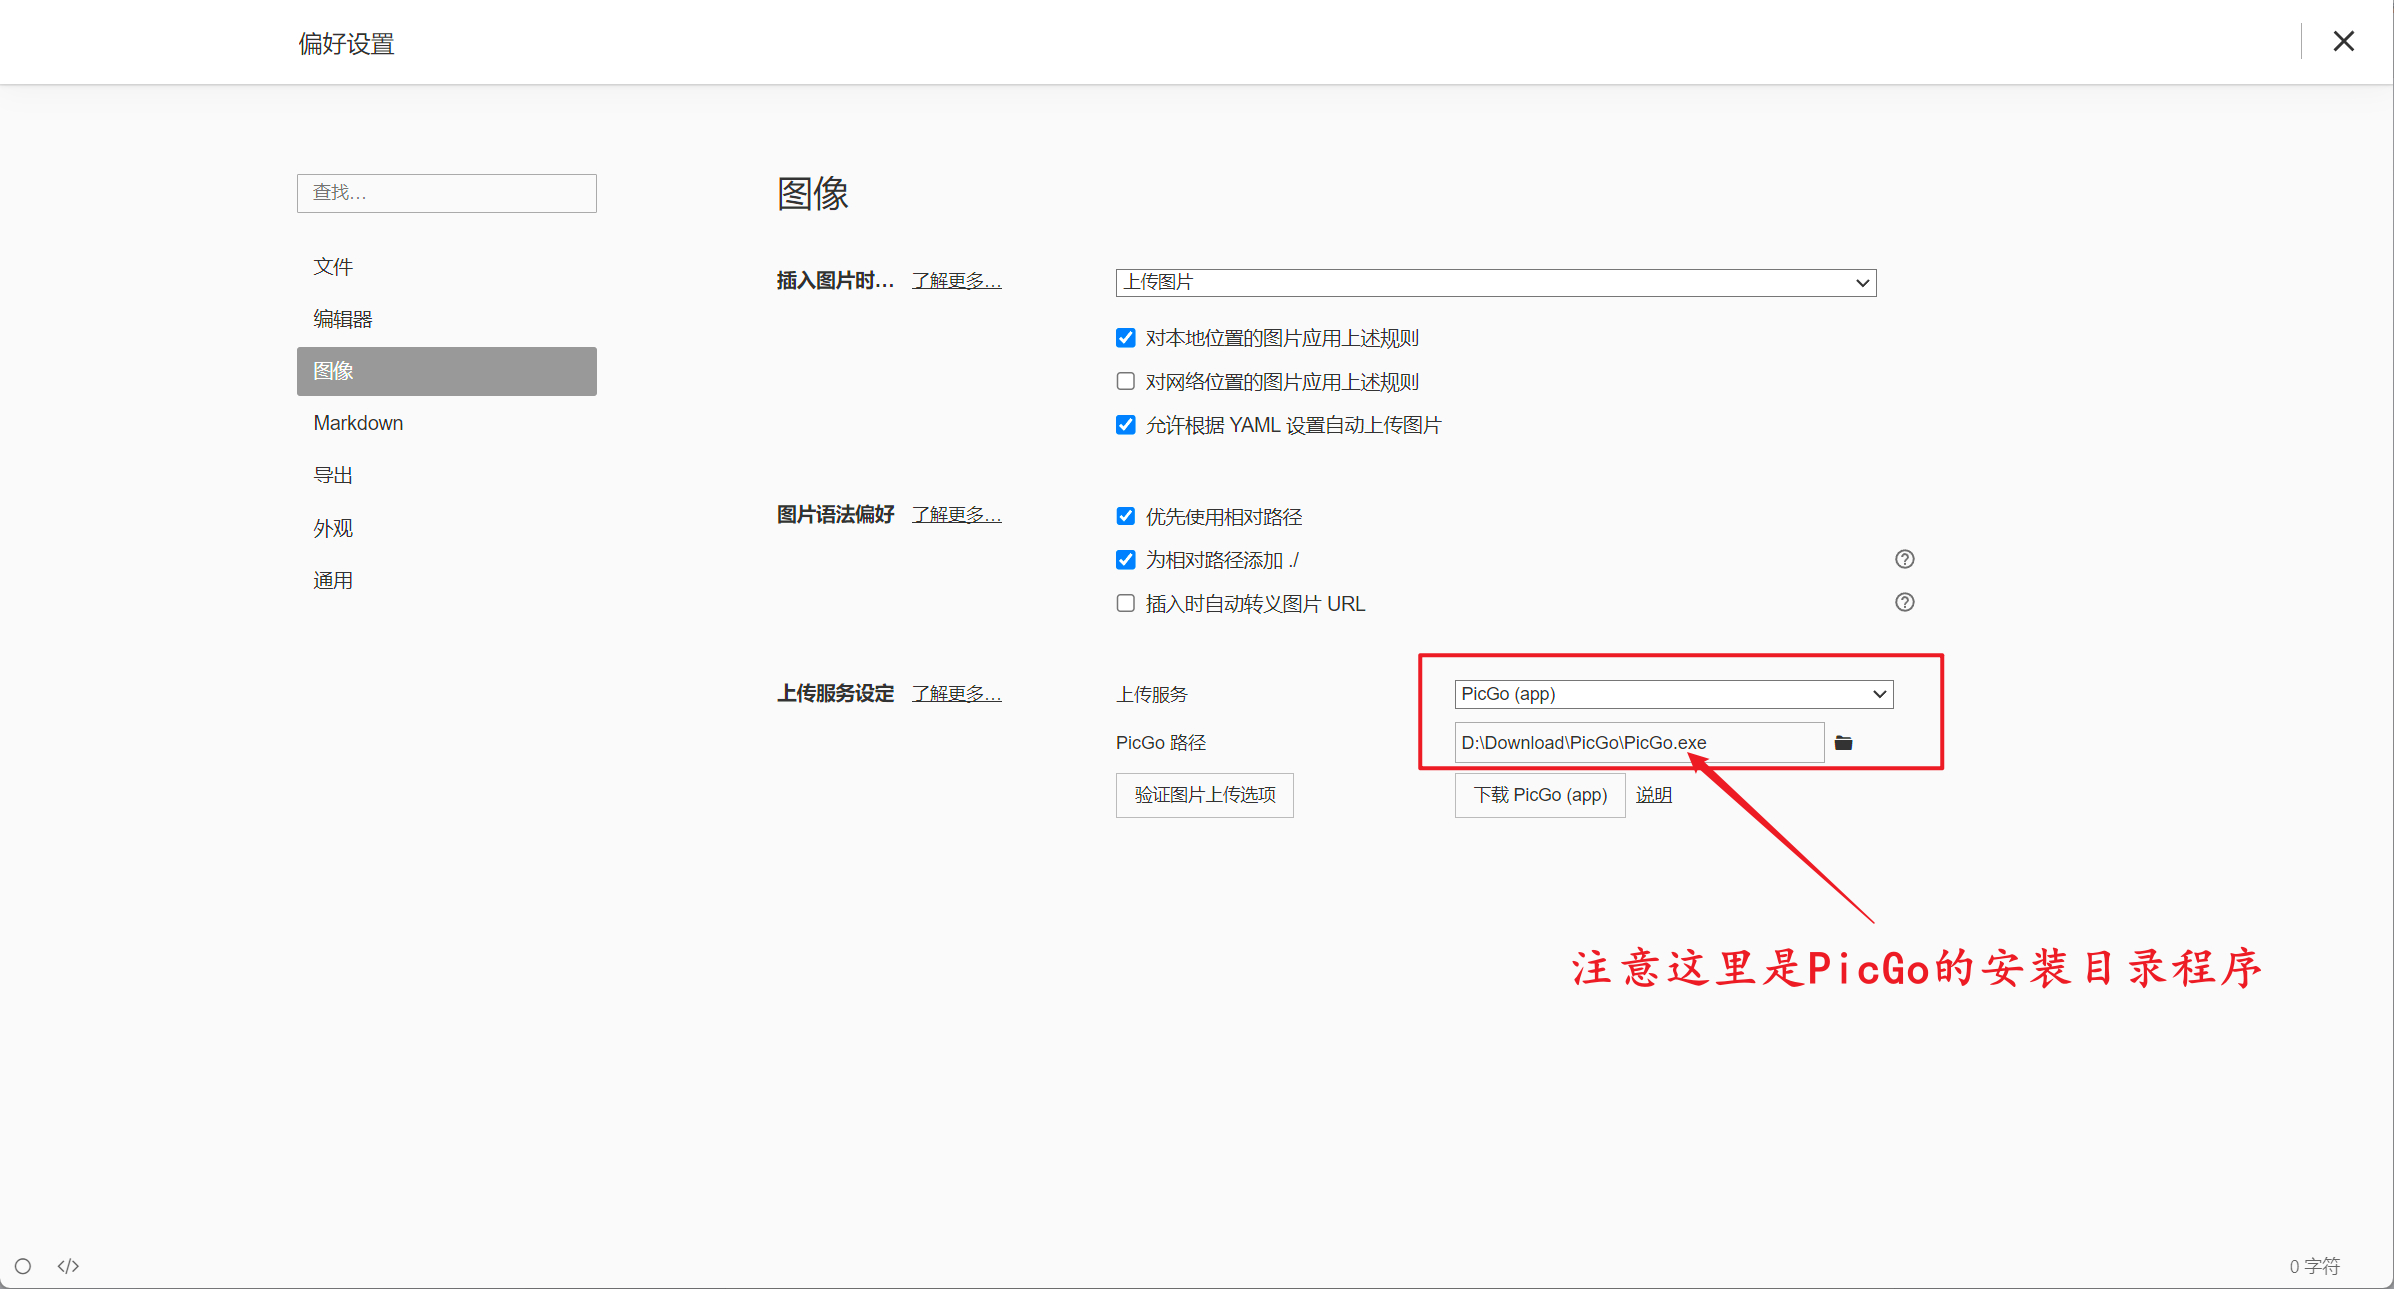 偏好设置
查找...
文件
编辑器
图像
Markdown
导出
外观
通用
图像
插入图片时... 了解更多... 上传图片
对本地位置的图片应用上述规则
对网络位置的图片应用上述规则
允许根据 YAML 设置自动上传图片
图片语法偏好 了解更多... 优先使用相对路径
为相对路径添加 ./
插入时自动转义图片 URL
上传服务设定 了解更多... 上传服务 PicGo (app)
PicGo 路径 D:\Download\PicGo\PicGo.exe
验证图片上传选项 下载 PicGo (app) 说明
注意这里是PicGo的安装目录程序
</> 0 字符